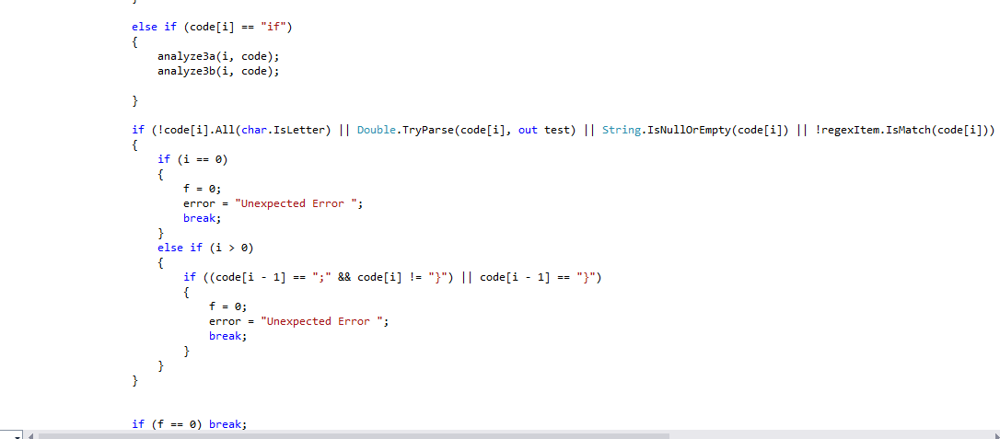 }
else if (code[i] == "if")
{
analyze3a(i, code);
analyze3b(i, code);
}
if (!code[i].All(char.IsLetter) || Double.TryParse(code[i], out test) || String.IsNullOrEmpty(code[i]) || !regexItem.IsMatch(code[i]))
{
if (i == 0)
{
f = 0;
error = "Unexpected Error ";
break;
}
else if (i > 0)
{
if ((code[i - 1] == ";" && code[i] != "}") || code[i - 1] == "}")
{
f = 0;
error = "Unexpected Error ";
break;
}
}
}
if (f == 0) break;